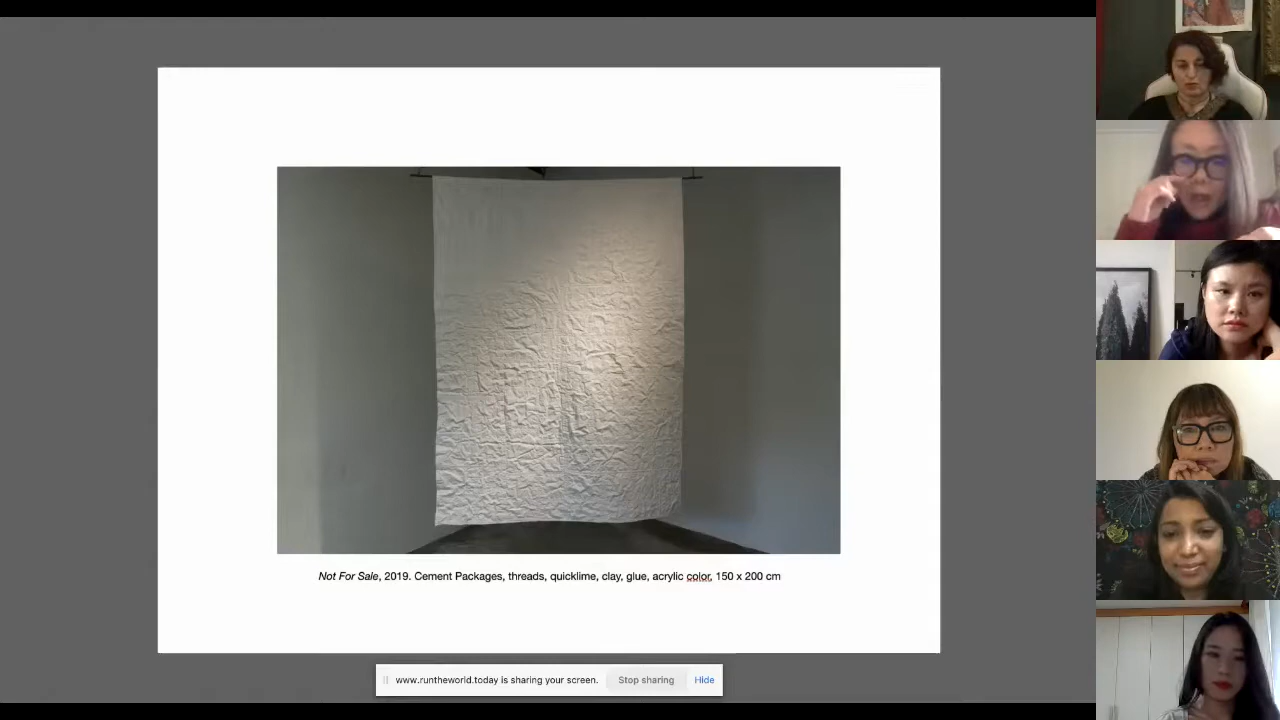 Not For Sale, 2019. Cement Packages, threads, quicklime, clay, glue, acrylic color, 150 x 200 cm
www.runtheworld.today is sharing your screen. Stop sharing Hide